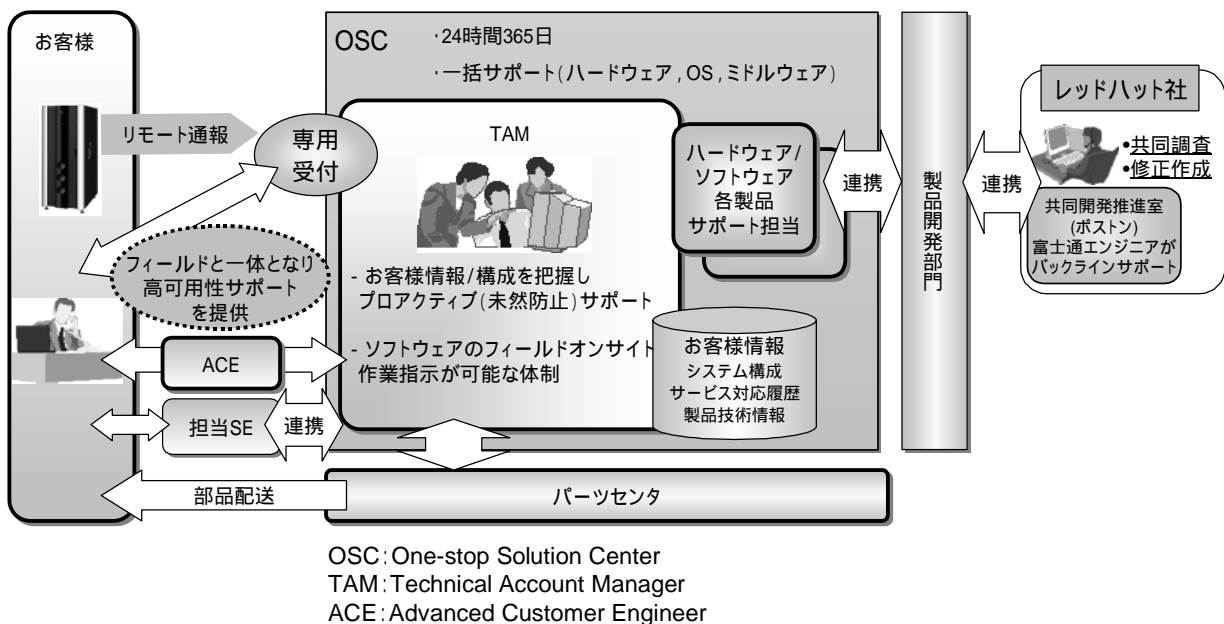 お客様
リモート通報
専用
受付
フィールドと一体となり
高可用性サポート
を提供
ACE
担当SE
連携
部品配送
OSC
・24時間365日
・一括サポート(ハードウェア,OS,ミドルウェア)
TAM
- お客様情報/構成を把握し
プロアクティブ(未然防止)サポート
- ソフトウェアのフィールドオンサイト
作業指示が可能な体制
ハードウェア/
ソフトウェア
各製品
サポート担当
お客様情報
システム構成
サービス対応履歴
製品技術情報
パーツセンタ
連携
製品開発部門
連携
レッドハット社
•共同調査
•修正作成
共同開発推進室
(ボストン)
富士通エンジニアが
バックラインサポート
OSC:One-stop Solution Center
TAM:Technical Account Manager
ACE:Advanced Customer Engineer